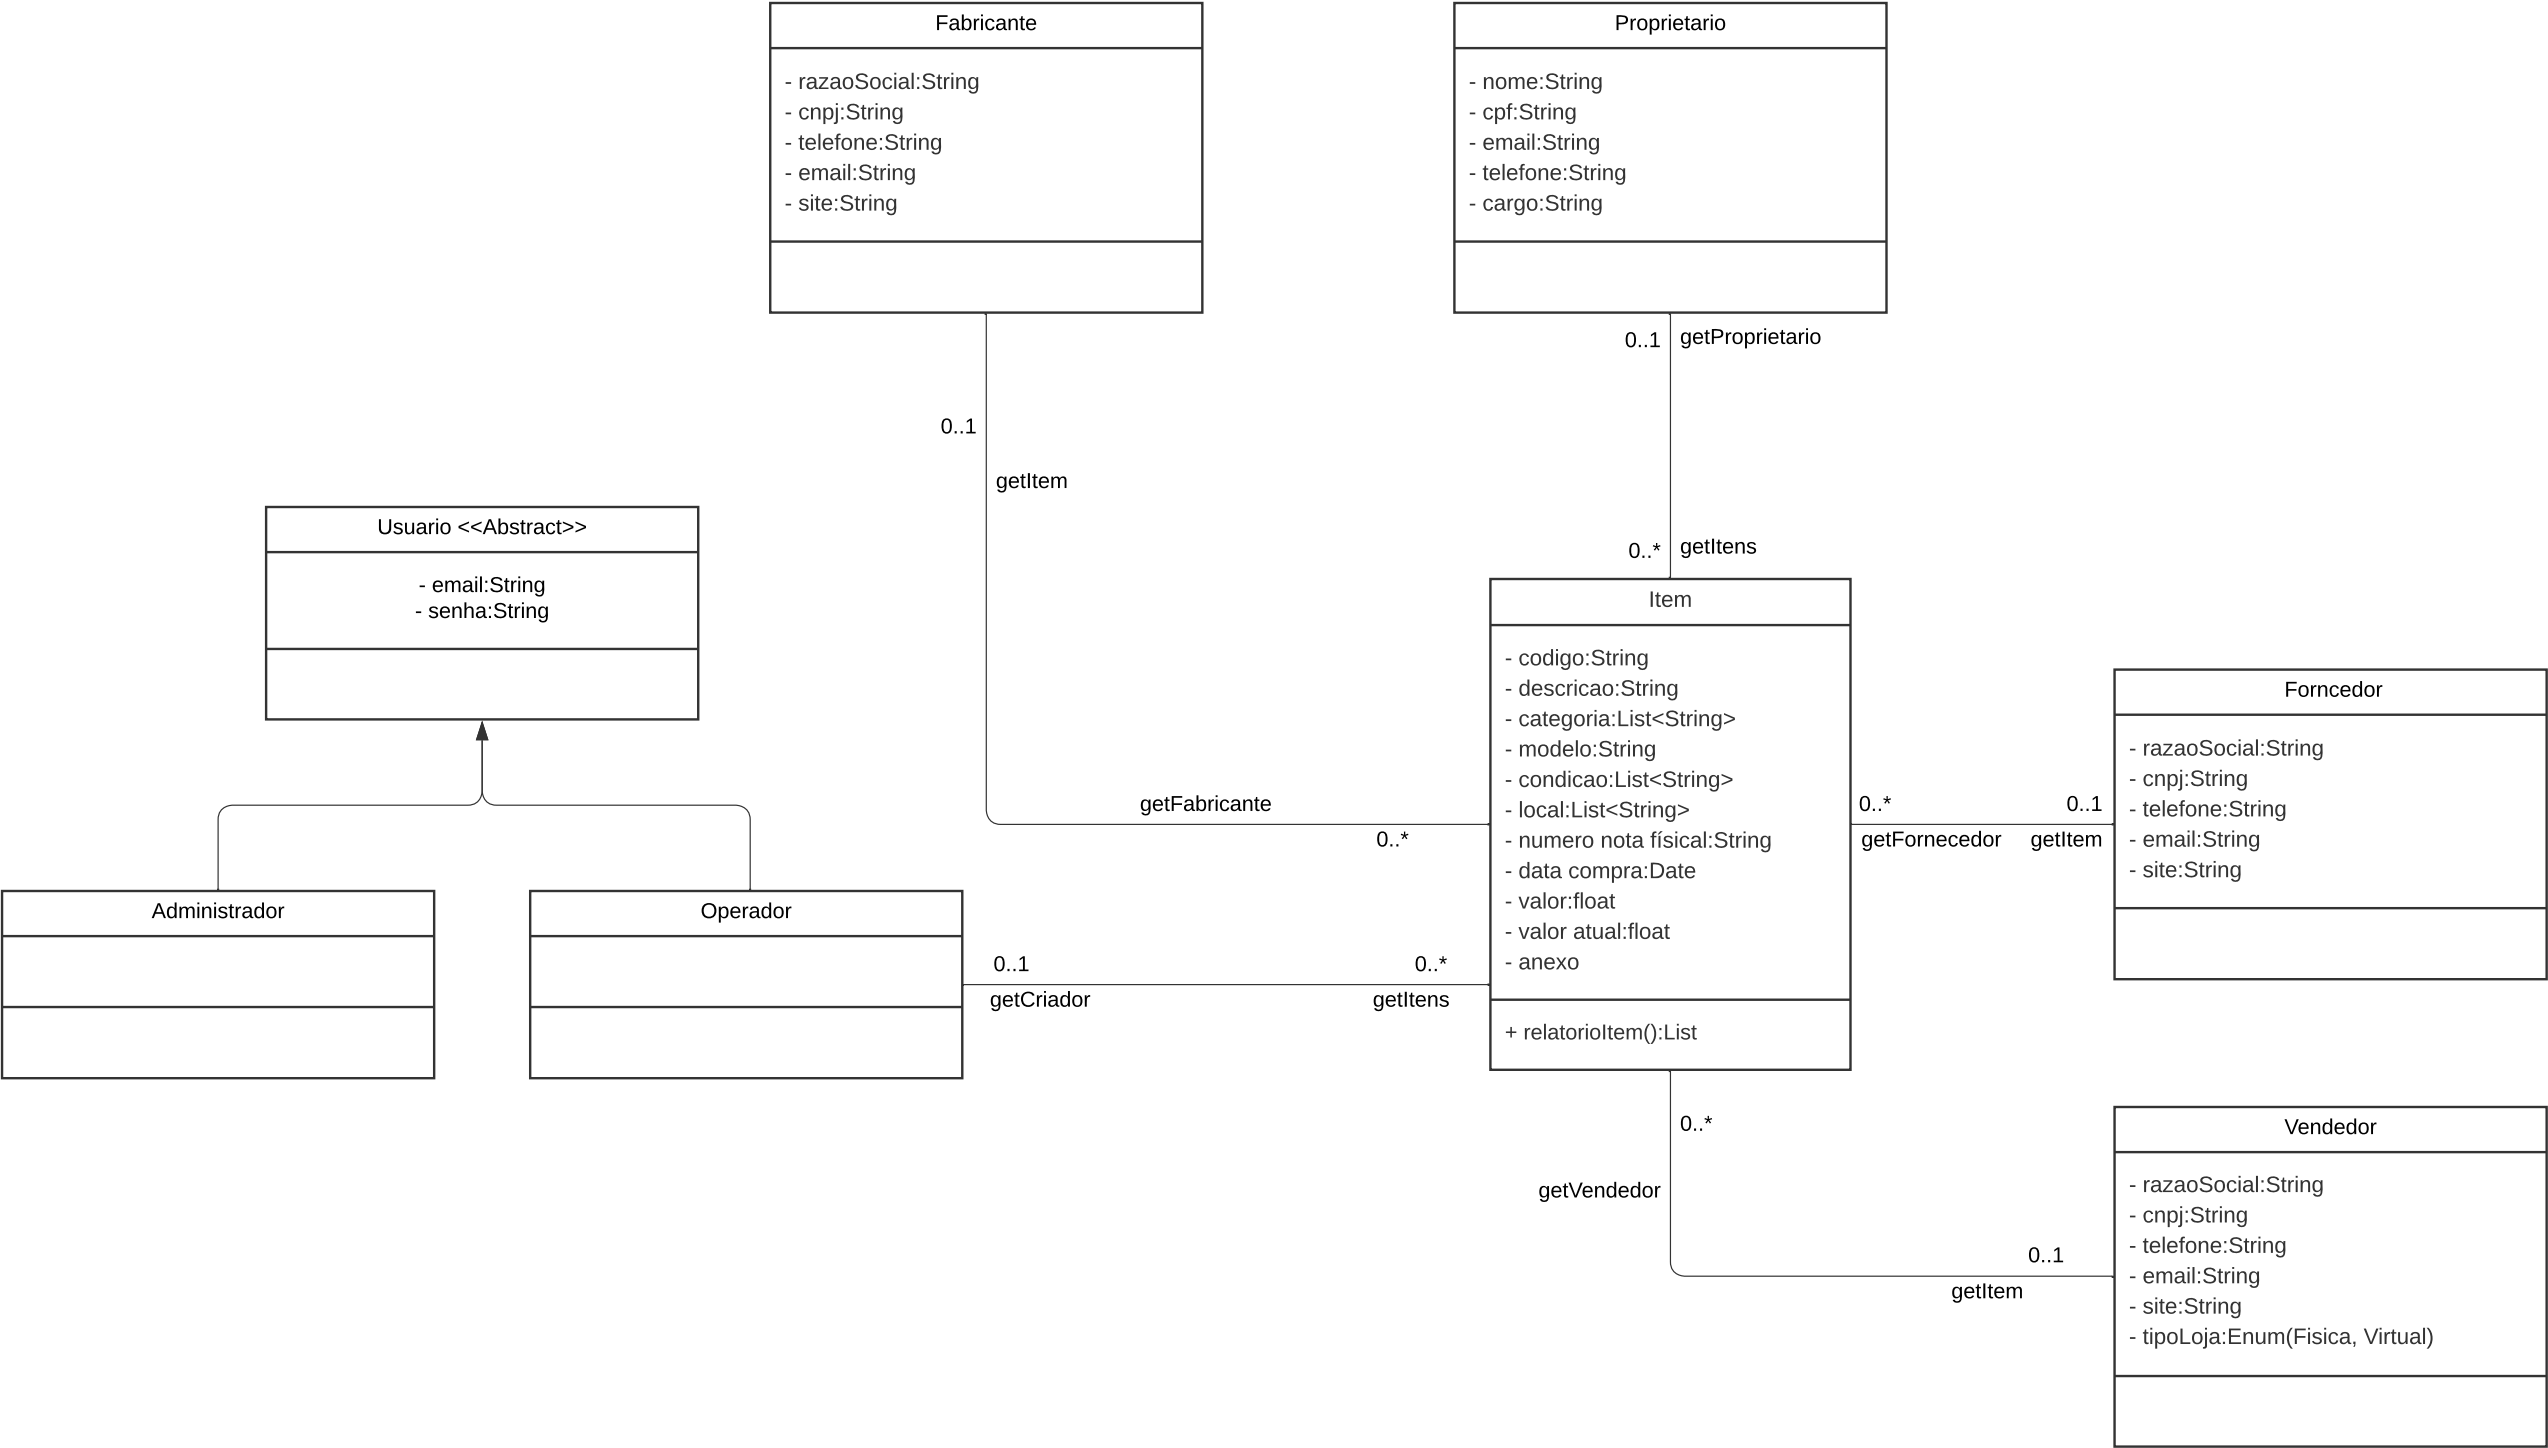 Fabricante
- razaoSocial:String
- cnpj:String
- telefone:String
- email:String
- site:String
Proprietario
- nome:String
- cpf:String
- email:String
- telefone:String
- cargo:String
0..1
getProprietario
0..1
getItem
0..*
getItens
Usuario <<Abstract>>
- email:String
- senha:String
Item
- codigo:String
- descricao:String
- categoria:List<String>
- modelo:String
- condicao:List<String>
- local:List<String>
- numero nota físical:String
- data compra:Date
- valor:float
- valor atual:float
- anexo
+ relatorioItem():List
getFabricante
0..*
0..*
0..1
getFornecedor
getItem
Forncedor
- razaoSocial:String
- cnpj:String
- telefone:String
- email:String
- site:String
Administrador
Operador
0..1
0..*
getCriador
getItens
0..*
getVendedor
0..1
getItem
Vendedor
- razaoSocial:String
- cnpj:String
- telefone:String
- email:String
- site:String
- tipoLoja:Enum(Fisica, Virtual)